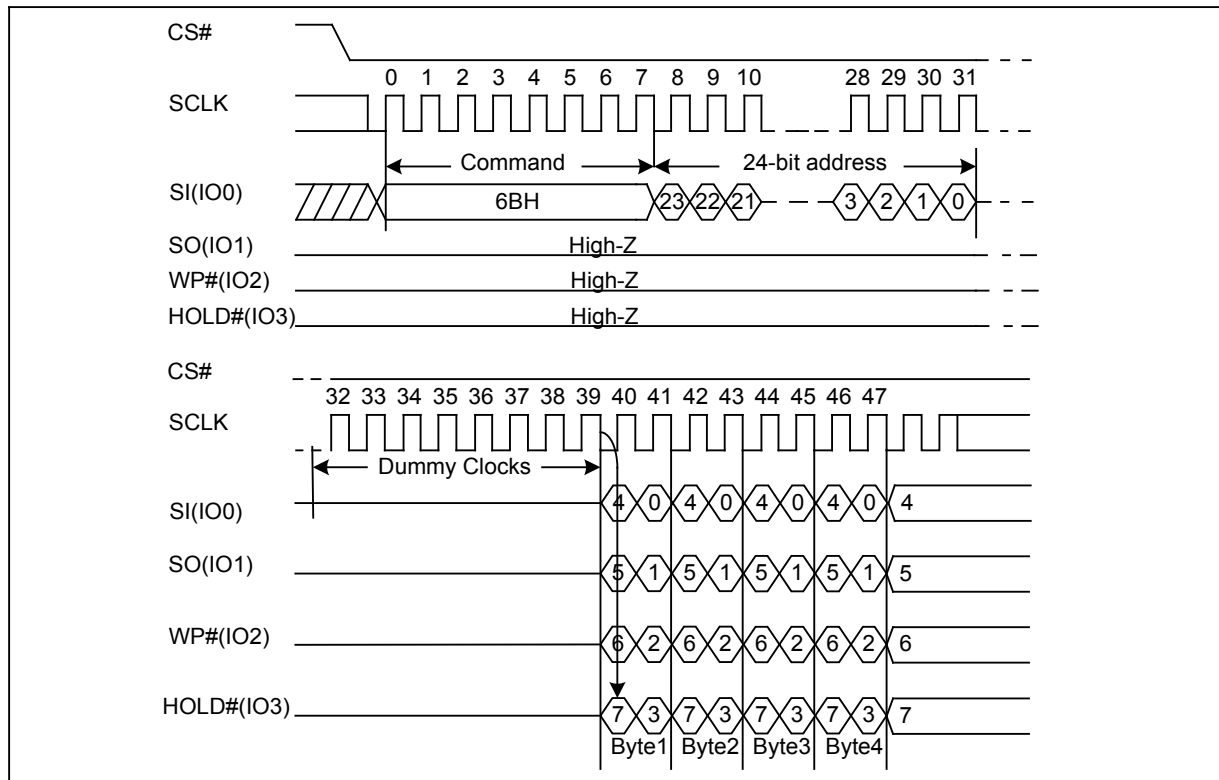 CS#
0 1 2 3 4 5 6 7 8 9 10 28 29 30 31
SCLK
Command 24-bit address
SI(IO0) 6BH 23 22 21 3 2 1 0
SO(IO1) High-Z
WP#(IO2) High-Z
HOLD#(IO3) High-Z
CS#
32 33 34 35 36 37 38 39 40 41 42 43 44 45 46 47
SCLK
Dummy Clocks
SI(IO0) 4 0 4 0 4 0 4 0 4
SO(IO1) 5 1 5 1 5 1 5 1 5
WP#(IO2) 6 2 6 2 6 2 6 2 6
HOLD#(IO3) 7 3 7 3 7 3 7 3 7
Byte1 Byte2 Byte3 Byte4